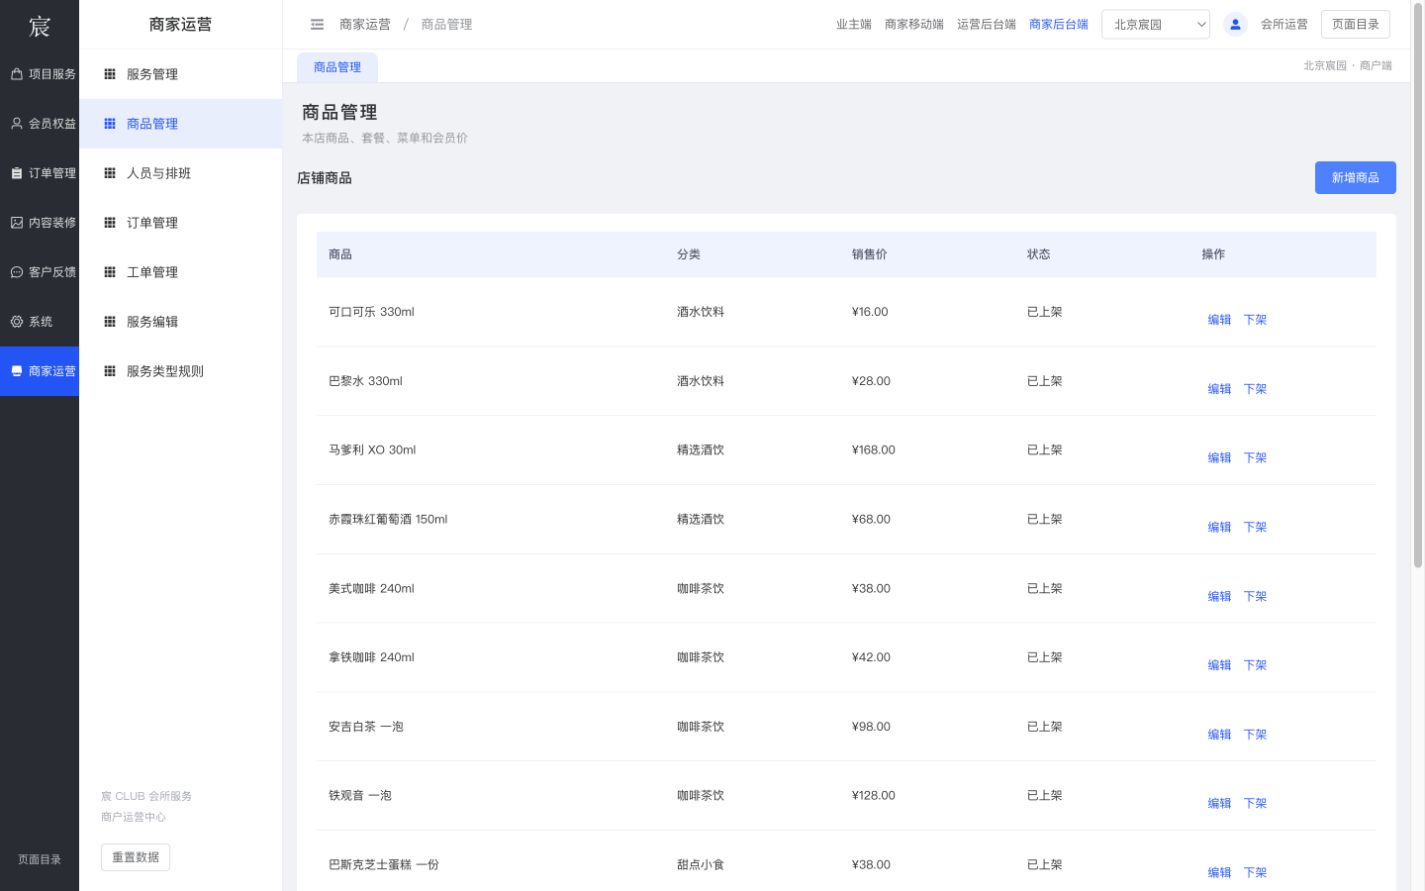 宸
项目服务
会员权益
订单管理
内容装修
客户反馈
系统
商家运营
页面目录
商家运营
服务管理
商品管理
人员与排班
订单管理
工单管理
服务编辑
服务类型规则
宸 CLUB 会所服务
商户运营中心
重置数据
商家运营 / 商品管理
业主端 商家移动端 运营后台端 商家后台端 北京宸园 会所运营 页面目录
商品管理
北京宸园 · 商户端
商品管理
本店商品、套餐、菜单和会员价
店铺商品
新增商品
商品 分类 销售价 状态 操作
可口可乐 330ml 酒水饮料 ¥16.00 已上架 编辑 下架
巴黎水 330ml 酒水饮料 ¥28.00 已上架 编辑 下架
马爹利 XO 30ml 精选酒饮 ¥168.00 已上架 编辑 下架
赤霞珠红葡萄酒 150ml 精选酒饮 ¥68.00 已上架 编辑 下架
美式咖啡 240ml 咖啡茶饮 ¥38.00 已上架 编辑 下架
拿铁咖啡 240ml 咖啡茶饮 ¥42.00 已上架 编辑 下架
安吉白茶 一泡 咖啡茶饮 ¥98.00 已上架 编辑 下架
铁观音 一泡 咖啡茶饮 ¥128.00 已上架 编辑 下架
巴斯克芝士蛋糕 一份 甜点小食 ¥38.00 已上架 编辑 下架